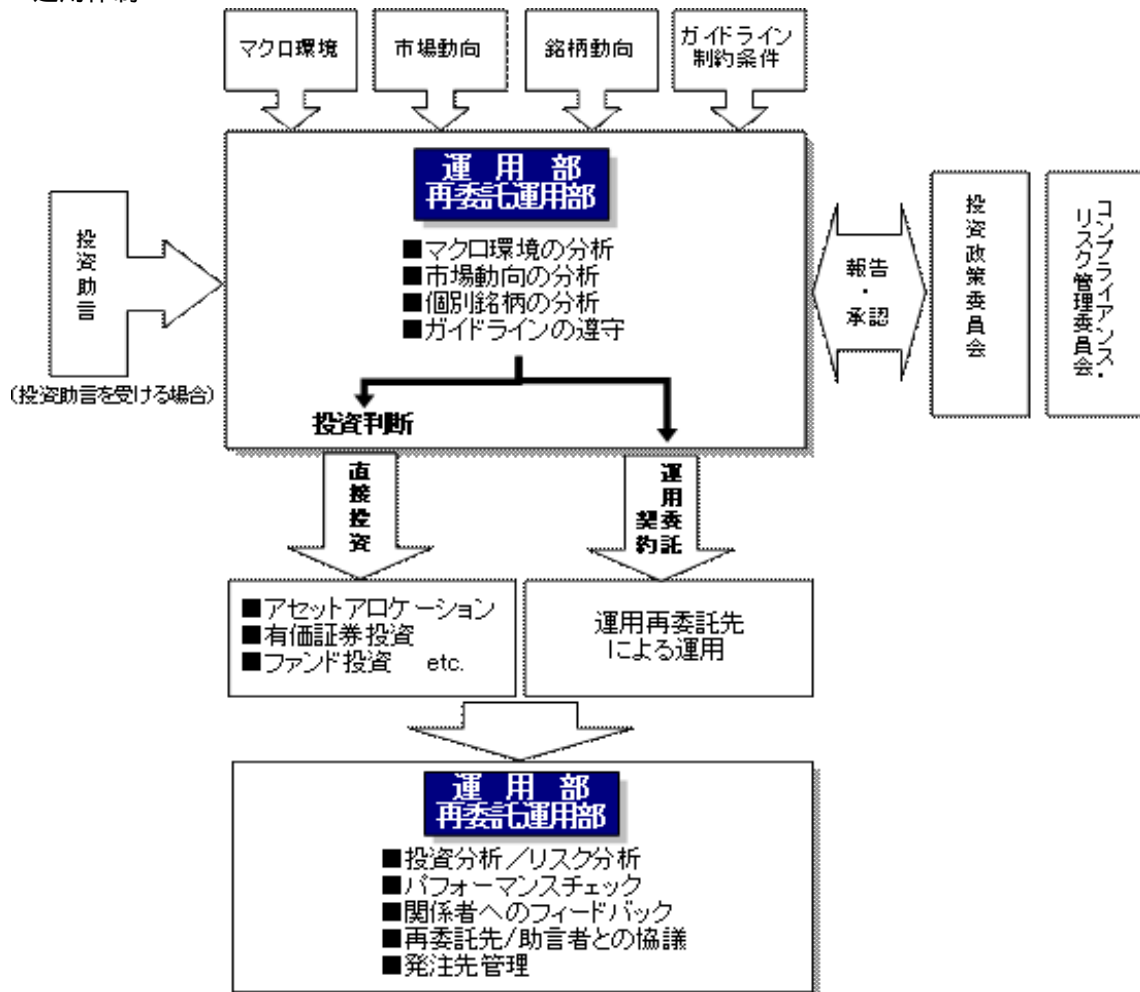 マクロ環境
市場動向
銘柄動向
ガイドライン
制約条件
運 用 部
再委託運用部
■マクロ環境の分析
■市場動向の分析
■個別銘柄の分析
■ガイドラインの遵守
投資助言
(投資助言を受ける場合)
報告
・
承認
投資政策委員会
コンプライアンス・
リスク管理委員会
投資判断
直接投資
運用委託
契約
■アセットアロケーション
■有価証券投資
■ファンド投資 etc.
運用再委託先
による運用
運 用 部
再委託運用部
■投資分析/リスク分析
■パフォーマンスチェック
■関係者へのフィードバック
■再委託先/助言者との協議
■発注先管理